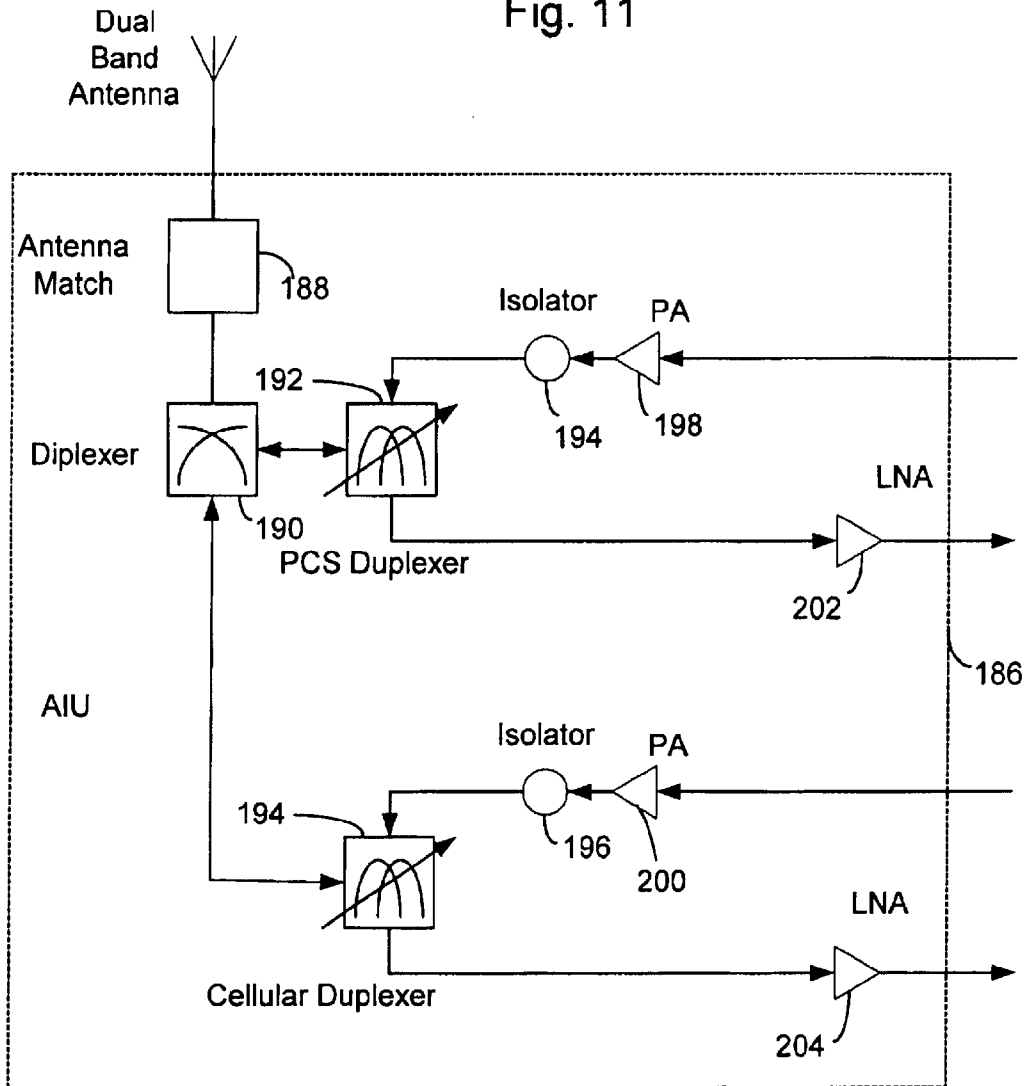 Fig. 11
Dual
Band
Antenna
Antenna
Match
188
Isolator
PA
192
194
198
Diplexer
LNA
190
PCS Duplexer
202
186
AIU
Isolator
PA
194
196
200
LNA
Cellular Duplexer
204